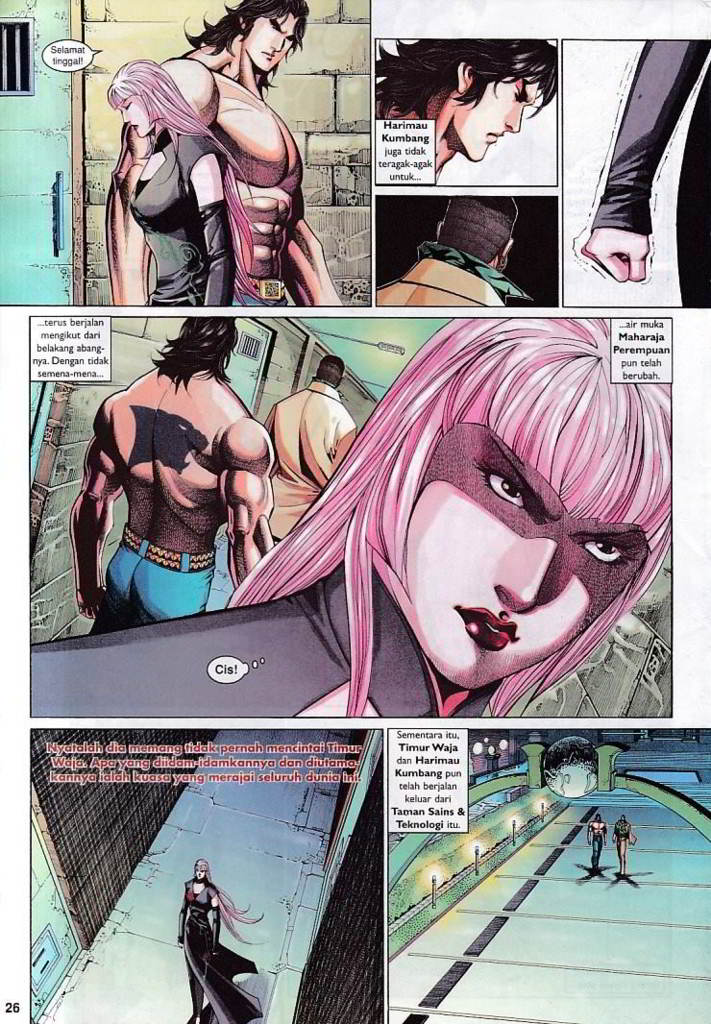 Selamat
tinggal!
Harimau
Kumbang
juga tidak
teragak-agak
untuk...
...terus berjalan
mengikut dari
belakang abang-
nya. Dengan tidak
semena-mena...
...air muka
Maharaja
Perempuan
pun telah
berubah.
Cis!
Nyatalah dia memang tidak pernah mencintai Timur
Waja. Apa yang diidam-idamkannya dan diutama-
kannya ialah kuasa yang merajai seluruh dunia ini.
Sementara itu,
Timur Waja
dan Harimau
Kumbang pun
telah berjalan
keluar dari
Taman Sains &
Teknologi itu.
26